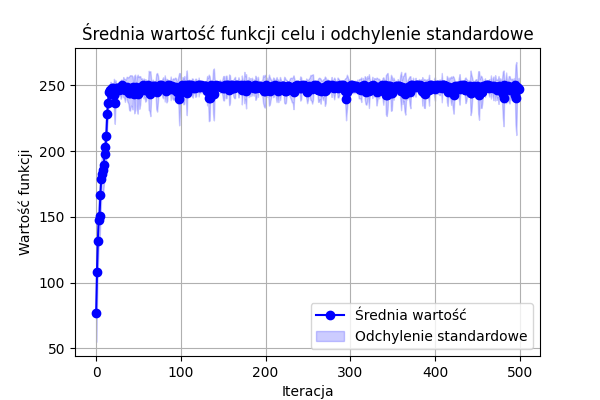 Średnia wartość funkcji celu i odchylenie standardowe
Wartość funkcji
250
200
150
100
50
0 100 200 300 400 500
Iteracja
Średnia wartość
Odchylenie standardowe